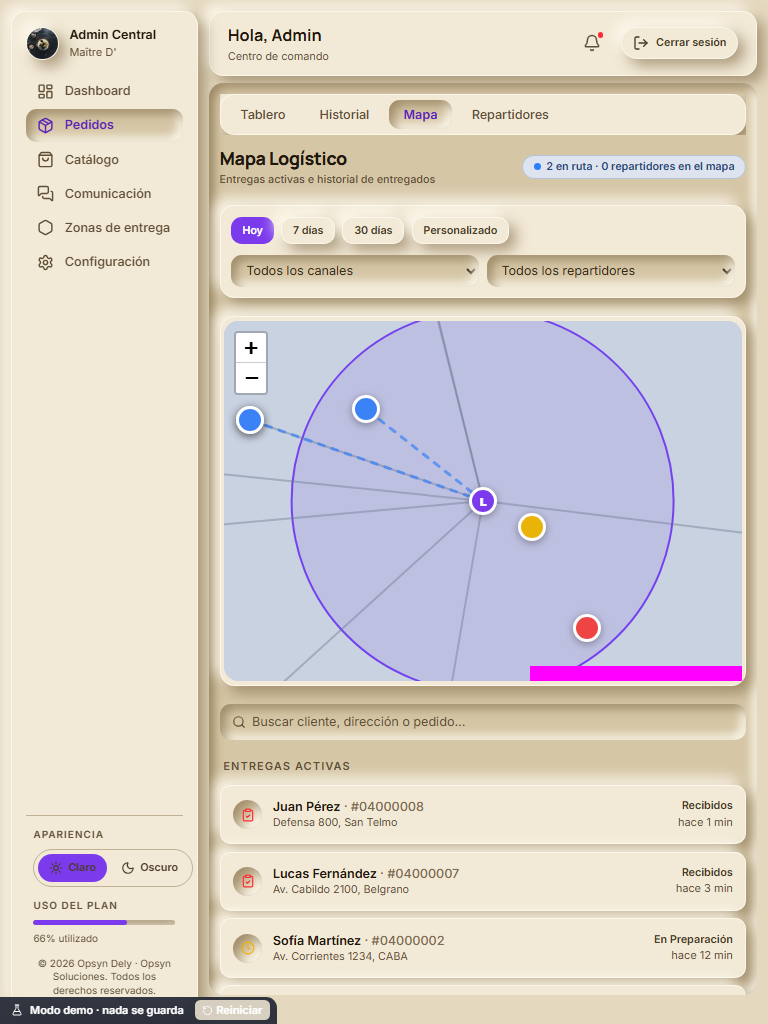 Admin Central
Maître D'
Dashboard
Pedidos
Catálogo
Comunicación
Zonas de entrega
Configuración
APARIENCIA
Claro
Oscuro
USO DEL PLAN
66% utilizado
© 2026 Opsyn Dely · Opsyn
Soluciones. Todos los
derechos reservados.
Modo demo · nada se guarda
Reiniciar
Hola, Admin
Centro de comando
Cerrar sesión
Tablero
Historial
Mapa
Repartidores
Mapa Logístico
Entregas activas e historial de entregados
2 en ruta · 0 repartidores en el mapa
Hoy
7 días
30 días
Personalizado
Todos los canales
Todos los repartidores
+
−
L
Buscar cliente, dirección o pedido...
ENTREGAS ACTIVAS
Juan Pérez · #04000008
Defensa 800, San Telmo
Recibidos
hace 1 min
Lucas Fernández · #04000007
Av. Cabildo 2100, Belgrano
Recibidos
hace 3 min
Sofía Martínez · #04000002
Av. Corrientes 1234, CABA
En Preparación
hace 12 min